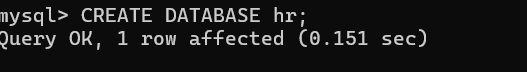 mysql> CREATE DATABASE hr;
Query OK, 1 row affected (0.151 sec)